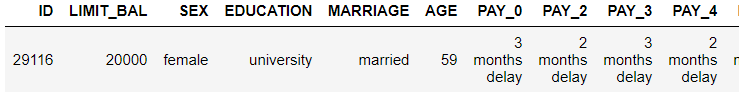 ID LIMIT_BAL SEX EDUCATION MARRIAGE AGE PAY_0 PAY_2 PAY_3 PAY_4
3 2 3 2
29116 20000 female university married 59 months months months months
delay delay delay delay